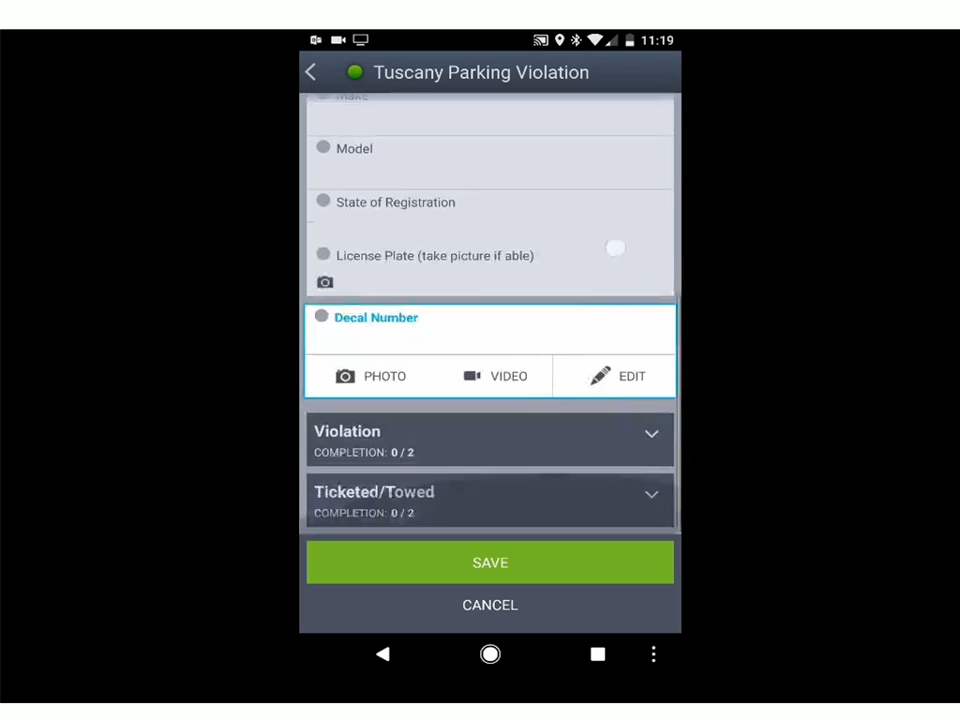 11:19
Tuscany Parking Violation
Make
Model
State of Registration
License Plate (take picture if able)
Decal Number
PHOTO VIDEO EDIT
Violation
COMPLETION: 0 / 2
Ticketed/Towed
COMPLETION: 0 / 2
SAVE
CANCEL